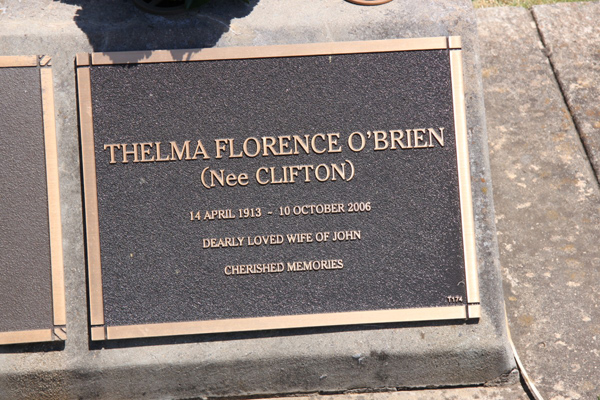 THELMA FLORENCE O'BRIEN
(Nee CLIFTON)
14 APRIL 1913 - 10 OCTOBER 2006
DEARLY LOVED WIFE OF JOHN
CHERISHED MEMORIES
T174